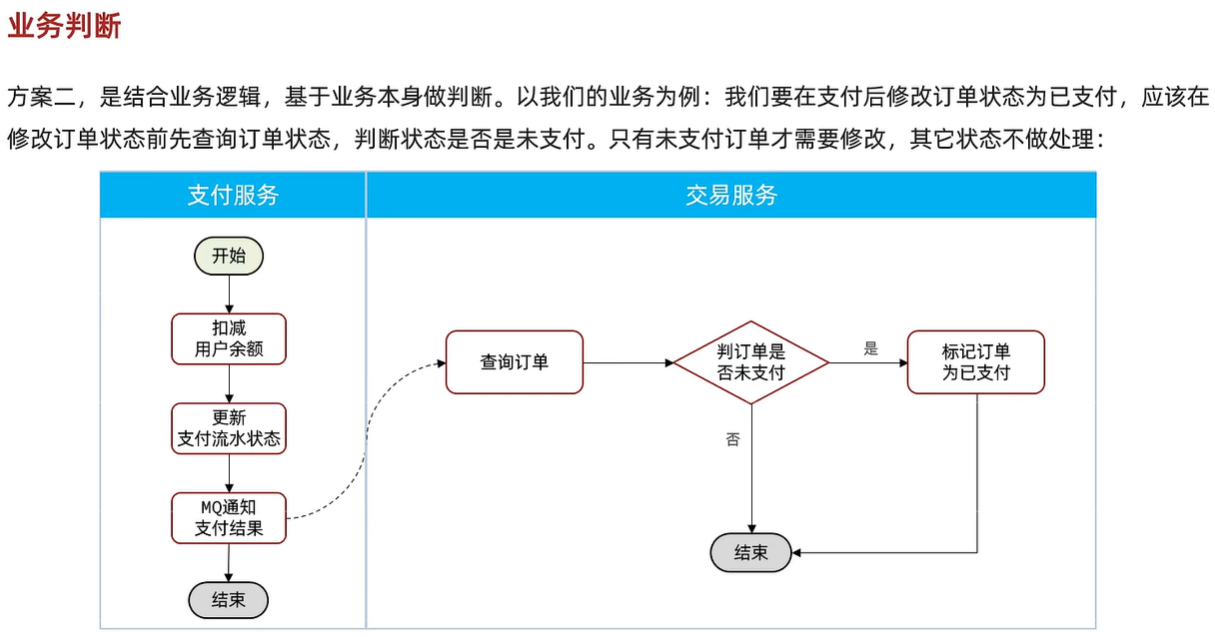 业务判断
方案二，是结合业务逻辑，基于业务本身做判断。以我们的业务为例：我们要在支付后修改订单状态为已支付，应该在
修改订单状态前先查询订单状态，判断状态是否是未支付。只有未支付订单才需要修改，其它状态不做处理：
支付服务
交易服务
开始
扣减
用户余额
更新
支付流水状态
MQ通知
支付结果
结束
查询订单
判订单是
否未支付
是
标记订单
为已支付
否
结束